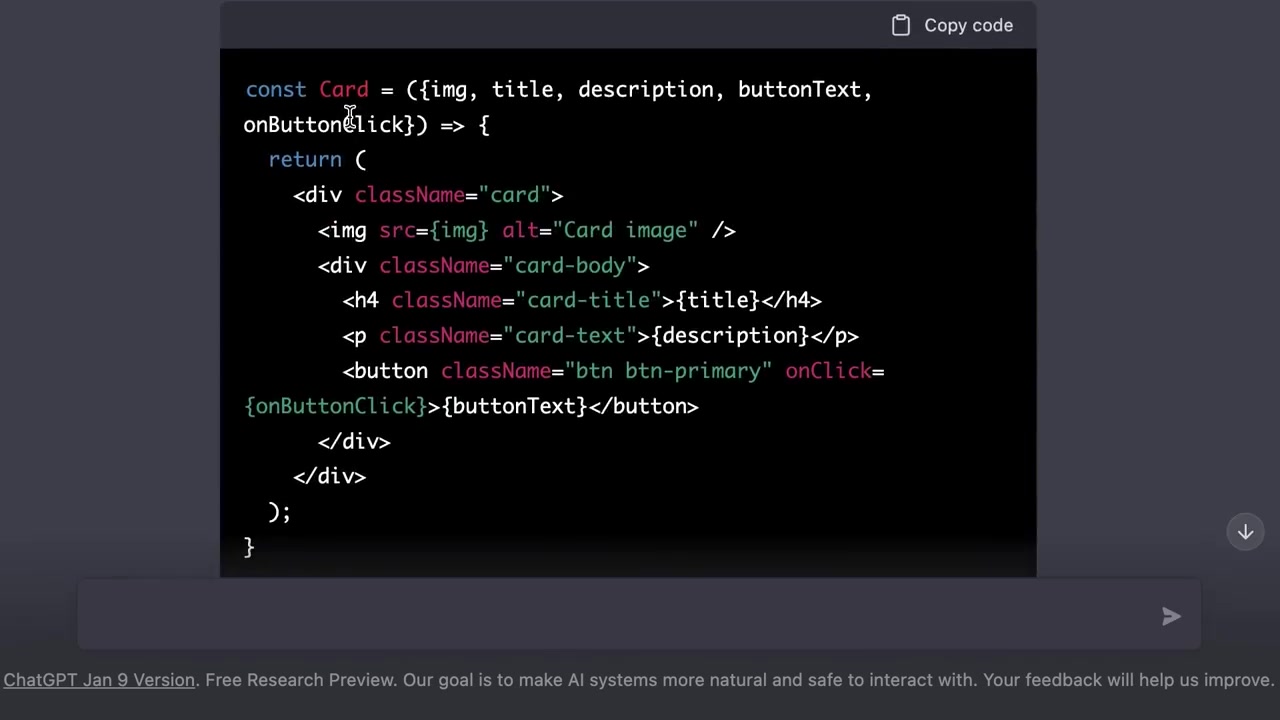 Copy code
const Card = ({img, title, description, buttonText,
onButtonClick}) => {
return (
<div className="card">
<img src={img} alt="Card image" />
<div className="card-body">
<h4 className="card-title">{title}</h4>
<p className="card-text">{description}</p>
<button className="btn btn-primary" onClick=
{onButtonClick}>{buttonText}</button>
</div>
</div>
);
}
ChatGPT Jan 9 Version. Free Research Preview. Our goal is to make AI systems more natural and safe to interact with. Your feedback will help us improve.